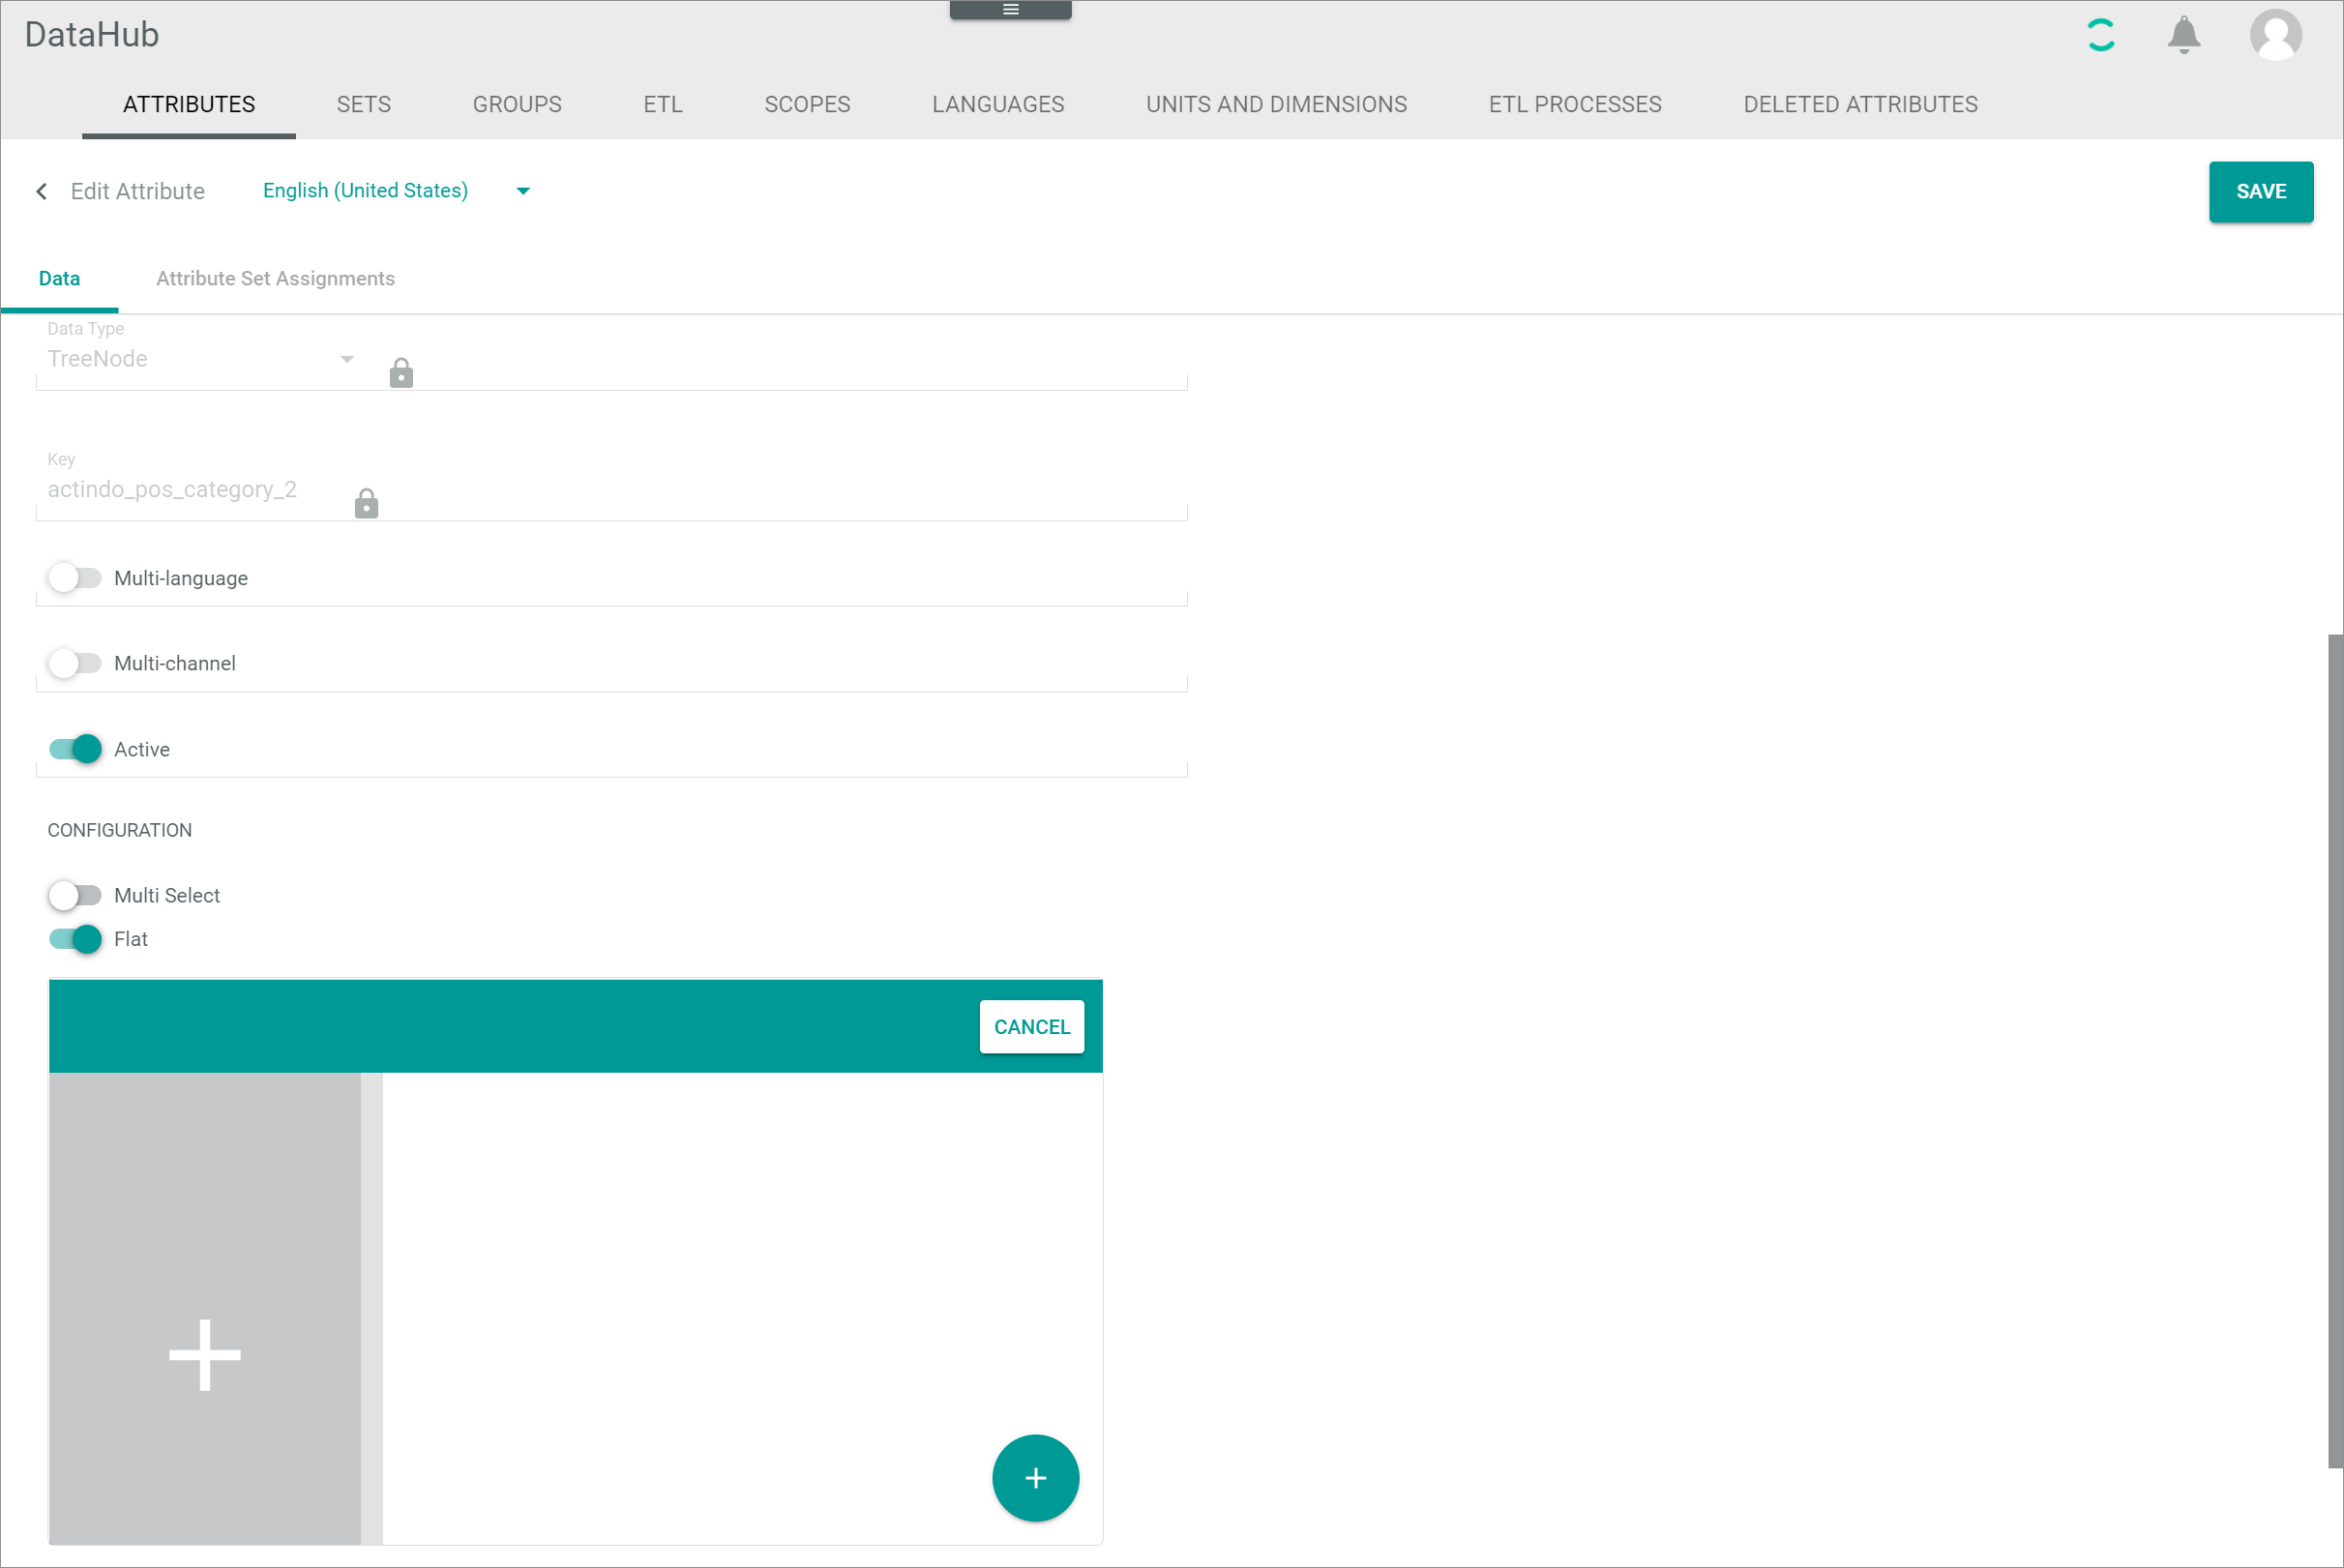 DataHub
ATTRIBUTES SETS GROUPS ETL SCOPES LANGUAGES UNITS AND DIMENSIONS ETL PROCESSES DELETED ATTRIBUTES
Edit Attribute English (United States) SAVE
Data Attribute Set Assignments
Data Type
TreeNode
Key
actindo_pos_category_2
Multi-language
Multi-channel
Active
CONFIGURATION
Multi Select
Flat
CANCEL